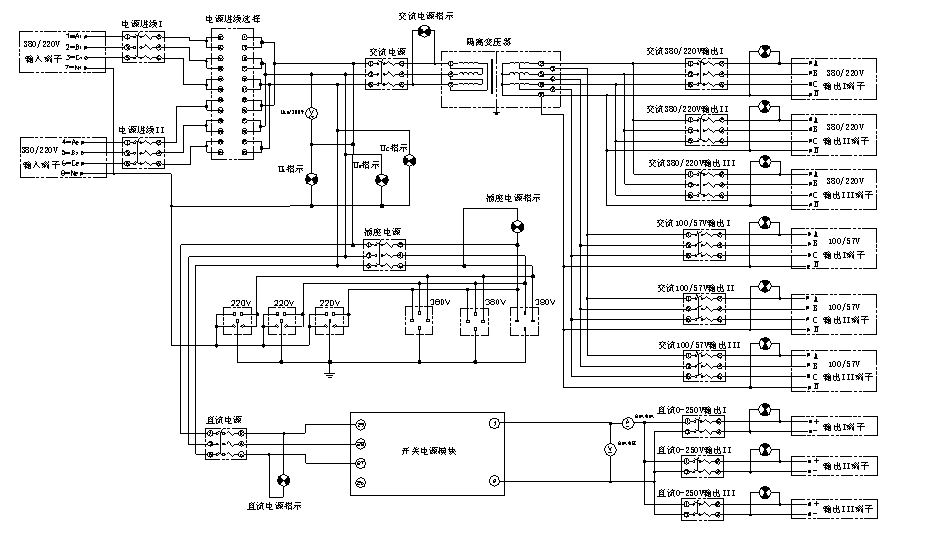 电源进线I
电源进线选择
交流电源指示
380/220V
输入端子
交流电源
隔离变压器
交流380/220V输出I
A
B
C
380/220V
输出I端子
交流380/220V输出II
A
B
C
380/220V
输出II端子
电源进线II
380/220V
输入端子
Uc指示
交流380/220V输出III
A
B
C
380/220V
输出III端子
插座电源指示
插座电源
交流100/57V输出I
A
B
C
100/57V
输出I端子
220V
220V
220V
380V
380V
380V
交流100/57V输出II
A
B
C
100/57V
输出II端子
交流100/57V输出III
A
B
C
100/57V
输出III端子
直流电源
开关电源模块
直流电源指示
直流0-250V输出I
+
-
输出I端子
直流0-250V输出II
+
-
输出II端子
直流0-250V输出III
+
-
输出III端子